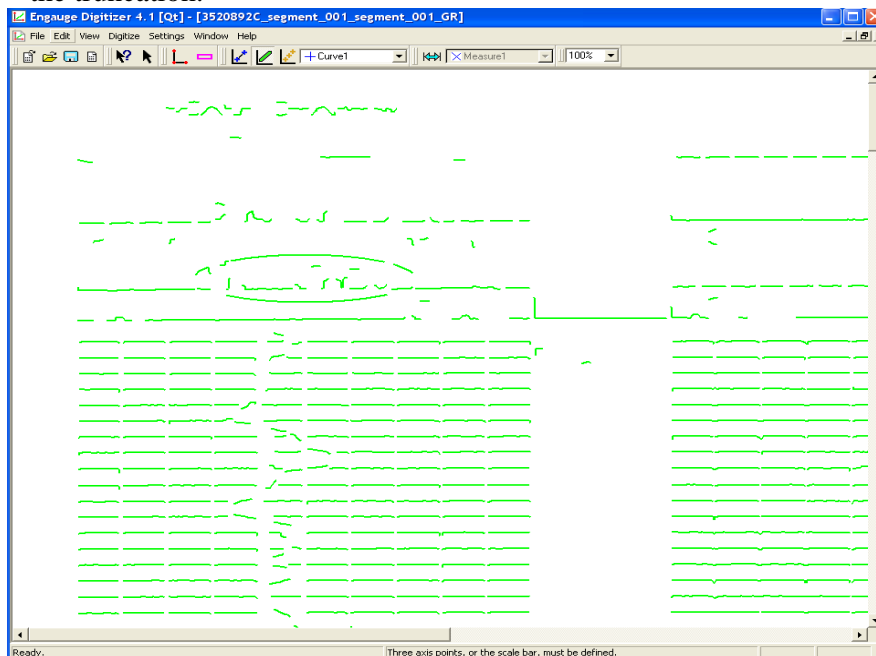 the truncation.
Engauge Digitizer 4.1 [Qt] - [3520892C_segment_001_segment_001_GR]
File Edit View Digitize Settings Window Help
Curve1 Measure1 100%
Ready. Three axis points, or the scale bar, must be defined.